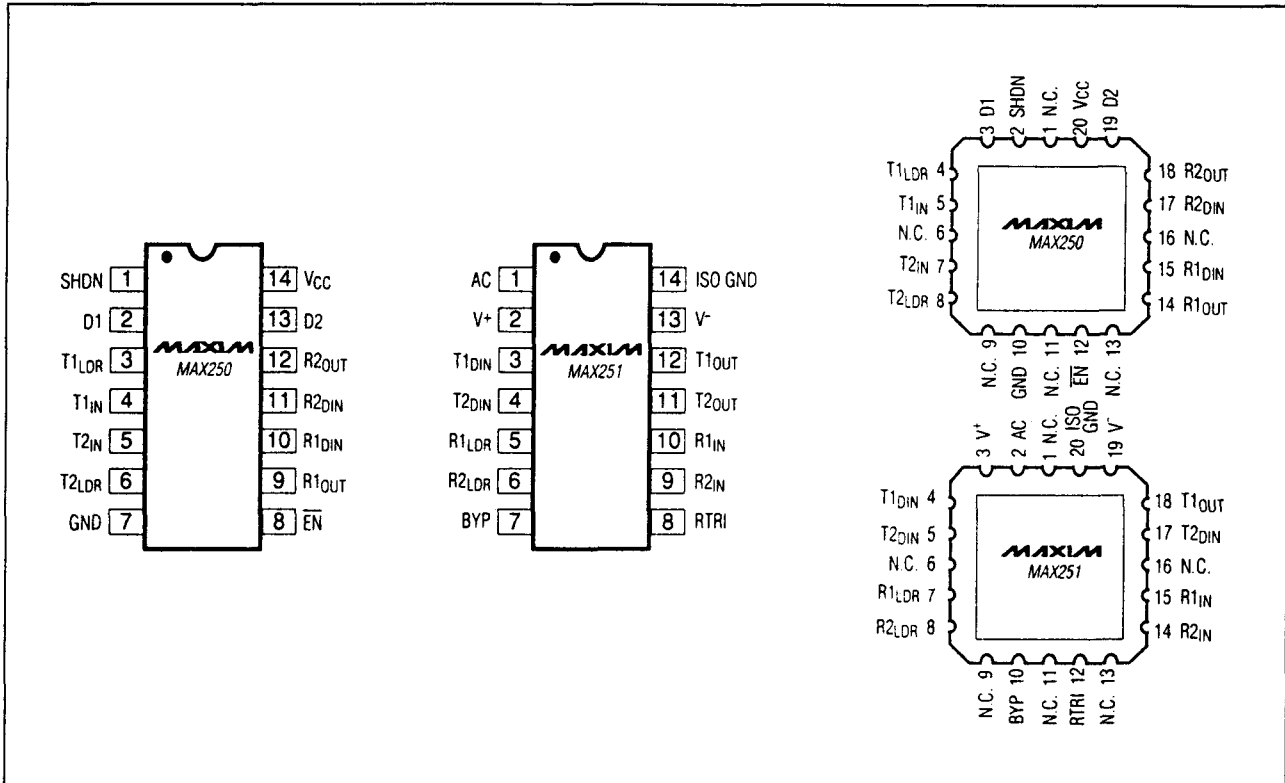 SHDN 1
D1 2
T1LDR 3
T1IN 4
T2IN 5
T2LDR 6
GND 7
MAXIM
MAX250
14 VCC
13 D2
12 R2OUT
11 R2DIN
10 R1DIN
9 R1OUT
8 E̅N̅
AC 1
V+ 2
T1DIN 3
T2DIN 4
R1LDR 5
R2LDR 6
BYP 7
MAXIM
MAX251
14 ISO GND
13 V-
12 T1OUT
11 T2OUT
10 R1IN
9 R2IN
8 RTRI
3 D1
2 SHDN
1 N.C.
20 VCC
19 D2
T1LDR 4
T1IN 5
N.C. 6
T2IN 7
T2LDR 8
MAXIM
MAX250
18 R2OUT
17 R2DIN
16 N.C.
15 R1DIN
14 R1OUT
N.C. 9
GND 10
N.C. 11
E̅N̅ 12
N.C. 13
3 V+
2 AC
1 N.C.
20 ISO
GND
19 V-
T1DIN 4
T2DIN 5
N.C. 6
R1LDR 7
R2LDR 8
MAXIM
MAX251
18 T1OUT
17 T2DIN
16 N.C.
15 R1IN
14 R2IN
N.C. 9
BYP 10
N.C. 11
RTRI 12
N.C. 13